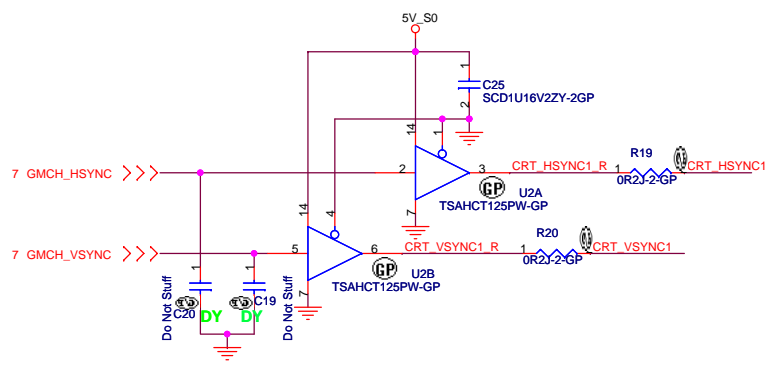 5V_S0
1
C25
SCD1U16V2ZY-2GP
2
14
1
7 GMCH_HSYNC
2
3
CRT_HSYNC1_R
1
R19
CRT_HSYNC1
0R2J-2-GP
GP
U2A
TSAHCT125PW-GP
7
14
4
7 GMCH_VSYNC
5
6
CRT_VSYNC1_R
1
R20
CRT_VSYNC1
0R2J-2-GP
GP
U2B
TSAHCT125PW-GP
7
1
1
C20
DY
Do Not Stuff
C19
DY
Do Not Stuff